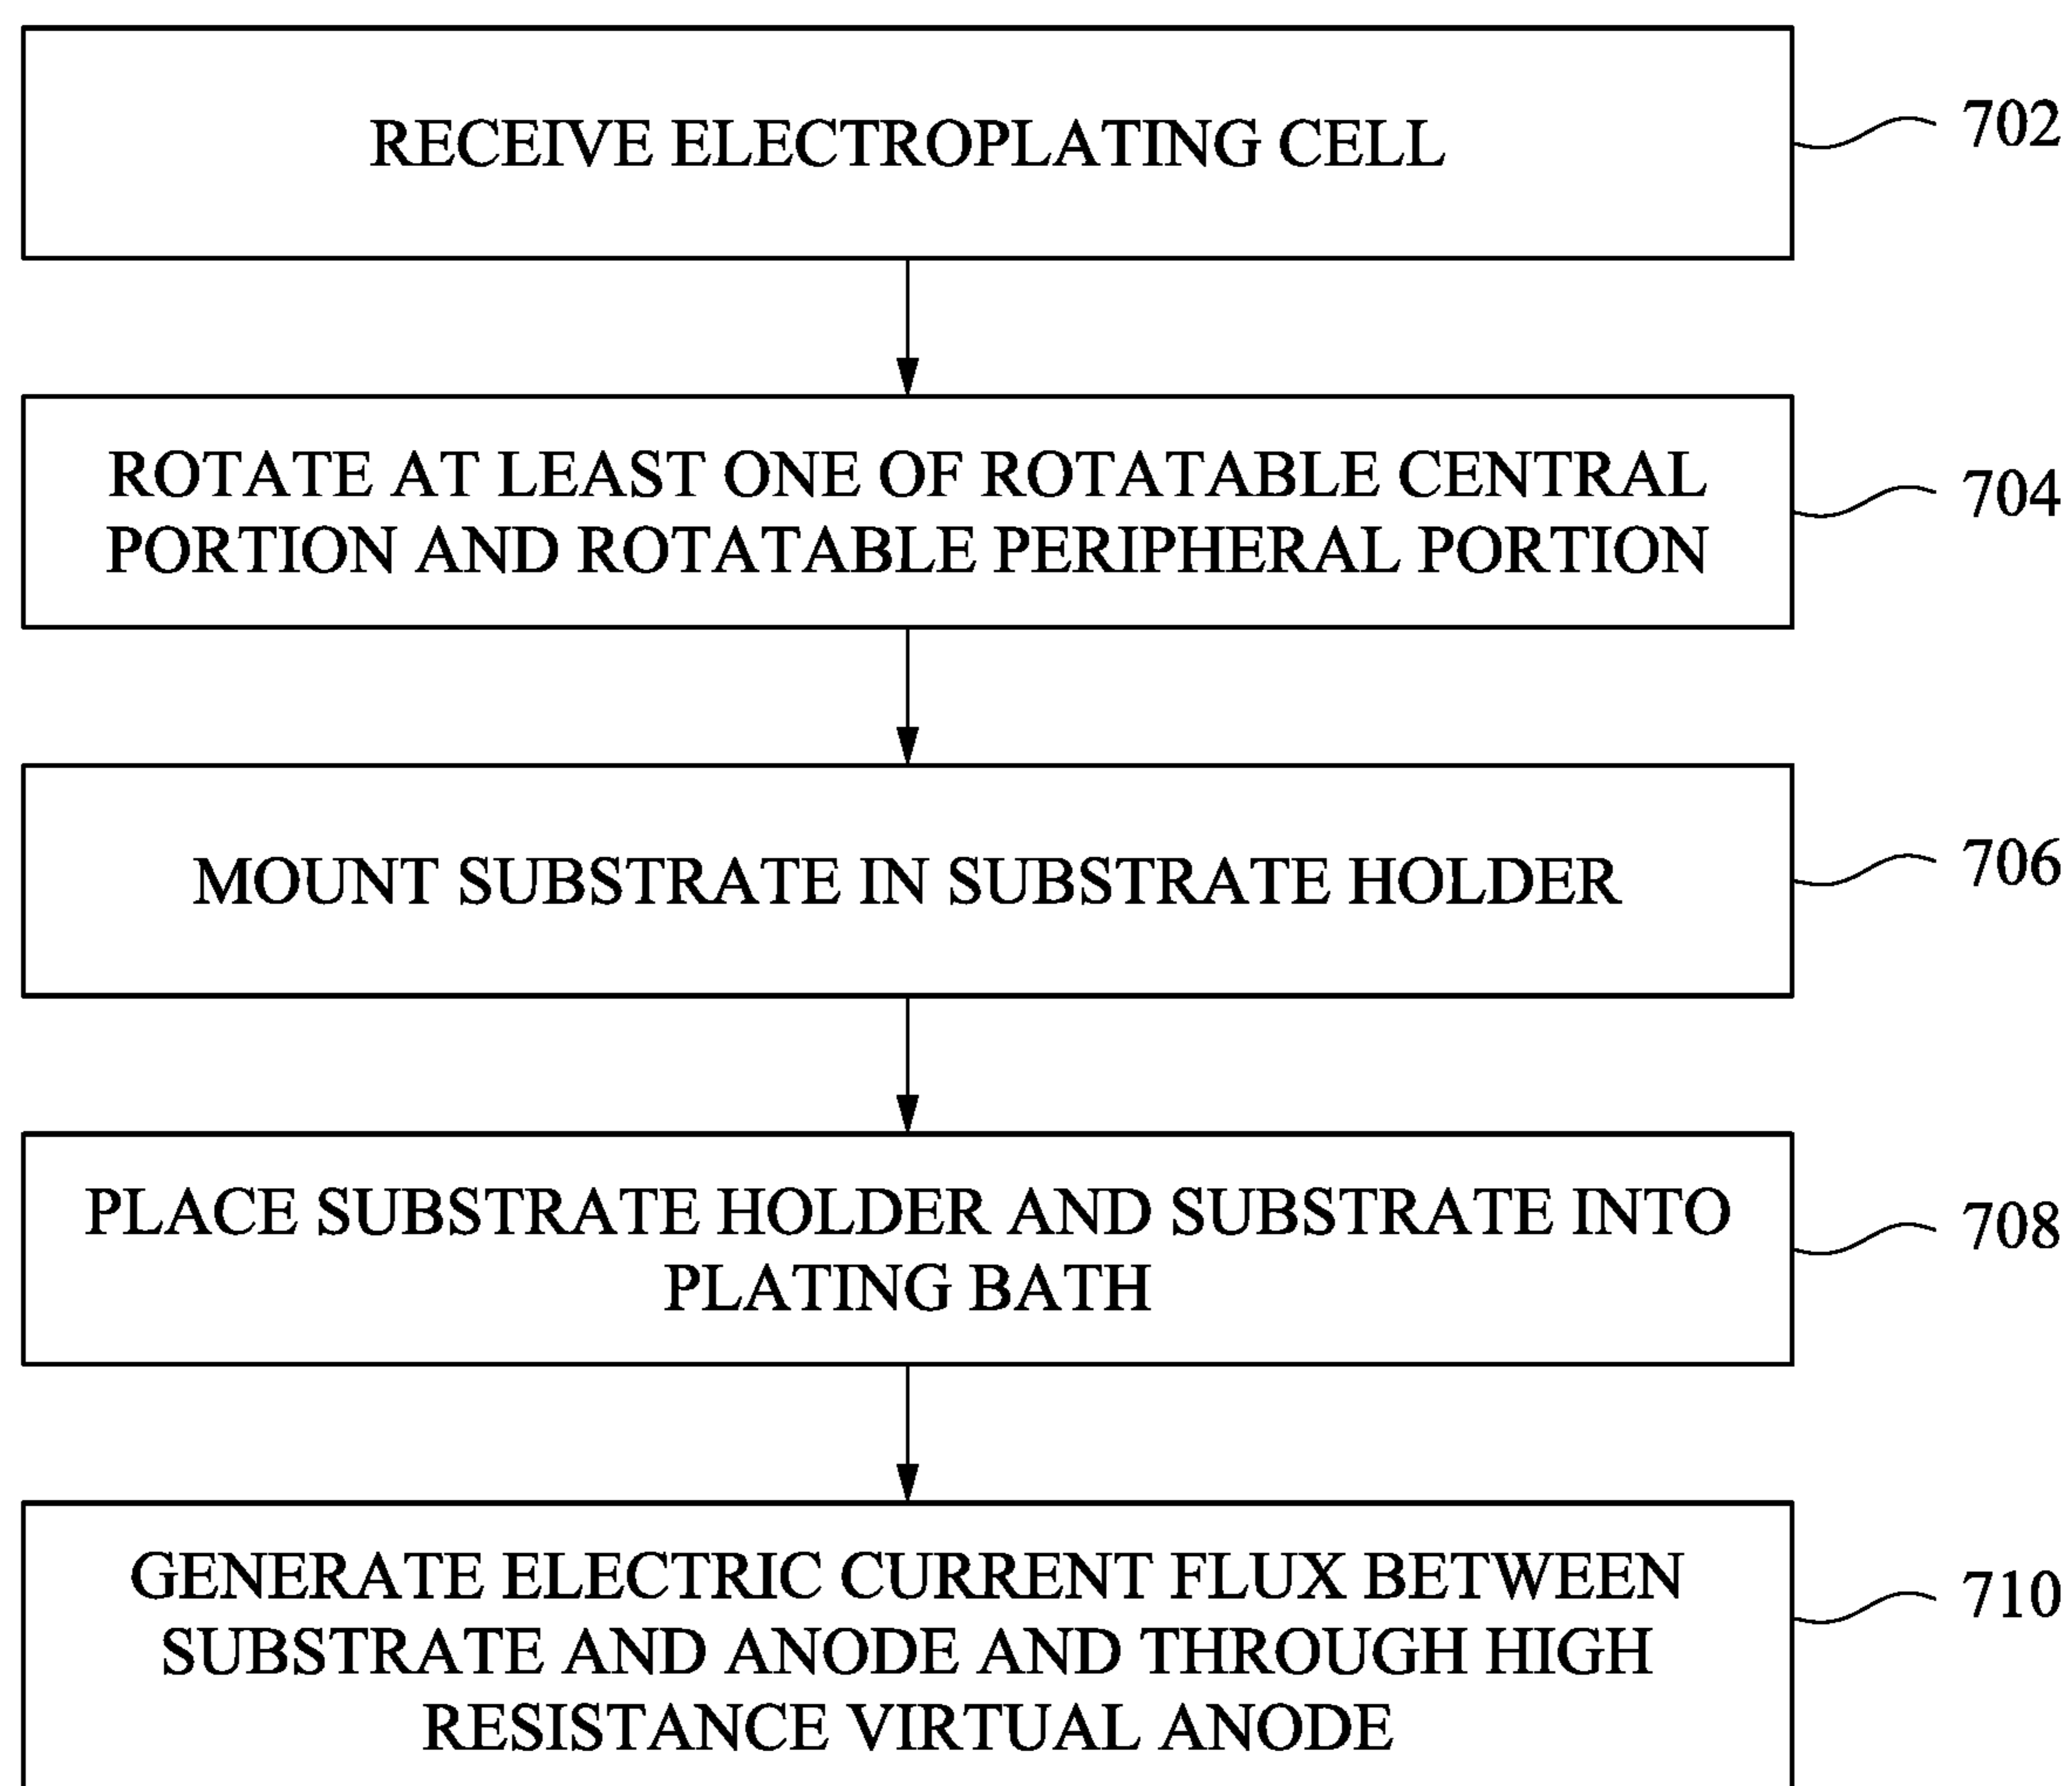 RECEIVE ELECTROPLATING CELL
702
ROTATE AT LEAST ONE OF ROTATABLE CENTRAL
PORTION AND ROTATABLE PERIPHERAL PORTION
704
MOUNT SUBSTRATE IN SUBSTRATE HOLDER
706
PLACE SUBSTRATE HOLDER AND SUBSTRATE INTO
PLATING BATH
708
GENERATE ELECTRIC CURRENT FLUX BETWEEN
SUBSTRATE AND ANODE AND THROUGH HIGH
RESISTANCE VIRTUAL ANODE
710